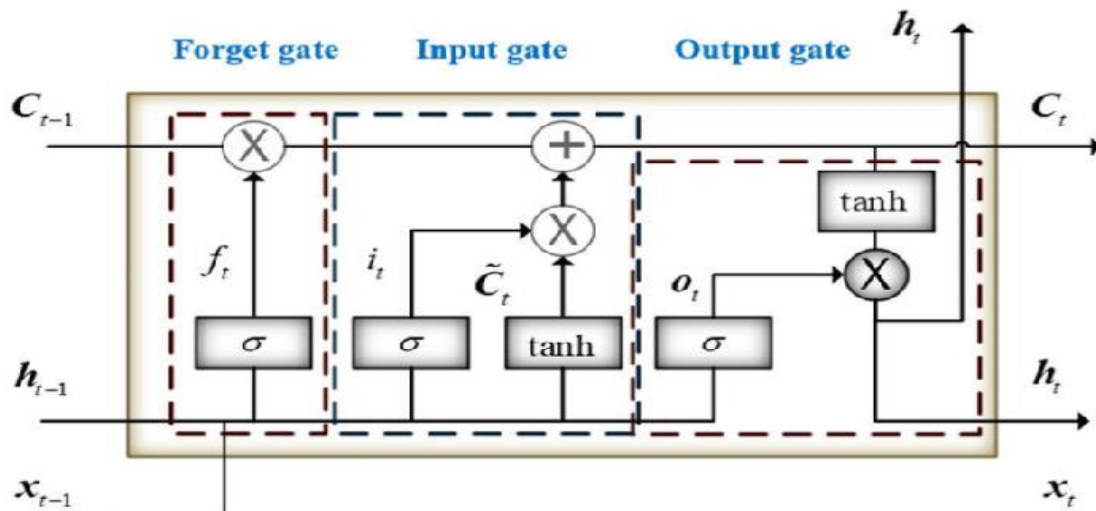 Forget gate Input gate Output gate h_t
C_{t-1} C_t
X +
tanh
X
f_t i_t C̃_t o_t X
σ σ tanh σ
h_{t-1} h_t
x_{t-1} x_t